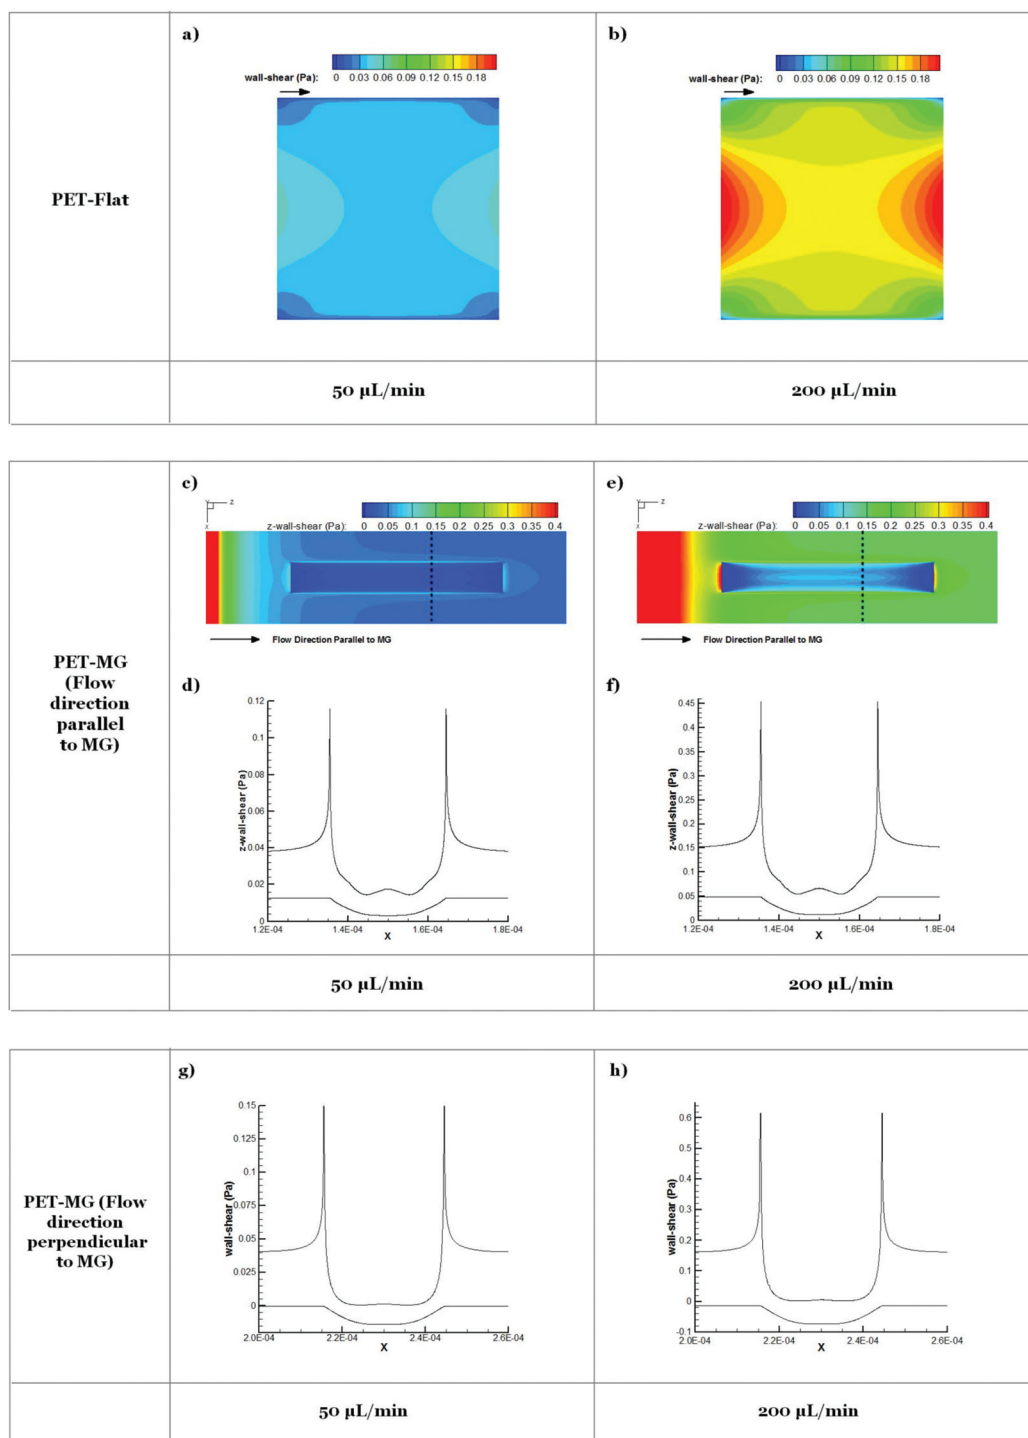 a)
wall-shear (Pa): 0 0.03 0.06 0.09 0.12 0.15 0.18
b)
wall-shear (Pa): 0 0.03 0.06 0.09 0.12 0.15 0.18
PET-Flat
50 µL/min
200 µL/min
c)
Y Z
X
z-wall-shear (Pa): 0 0.05 0.1 0.15 0.2 0.25 0.3 0.35 0.4
Flow Direction Parallel to MG
e)
Y Z
X
z-wall-shear (Pa): 0 0.05 0.1 0.15 0.2 0.25 0.3 0.35 0.4
Flow Direction Parallel to MG
PET-MG
(Flow
direction
parallel
to MG)
d)
z-wall-shear (Pa)
0.12
0.1
0.08
0.06
0.04
0.02
0
1.2E-04 1.4E-04 1.6E-04 1.8E-04
X
f)
z-wall-shear (Pa)
0.45
0.4
0.35
0.3
0.25
0.2
0.15
0.1
0.05
0
1.2E-04 1.4E-04 1.6E-04 1.8E-04
X
50 µL/min
200 µL/min
PET-MG (Flow
direction
perpendicular
to MG)
g)
wall-shear (Pa)
0.15
0.125
0.1
0.075
0.05
0.025
0
2.0E-04 2.2E-04 2.4E-04 2.6E-04
X
h)
wall-shear (Pa)
0.6
0.5
0.4
0.3
0.2
0.1
0
-0.1
2.0E-04 2.2E-04 2.4E-04 2.6E-04
X
50 µL/min
200 µL/min